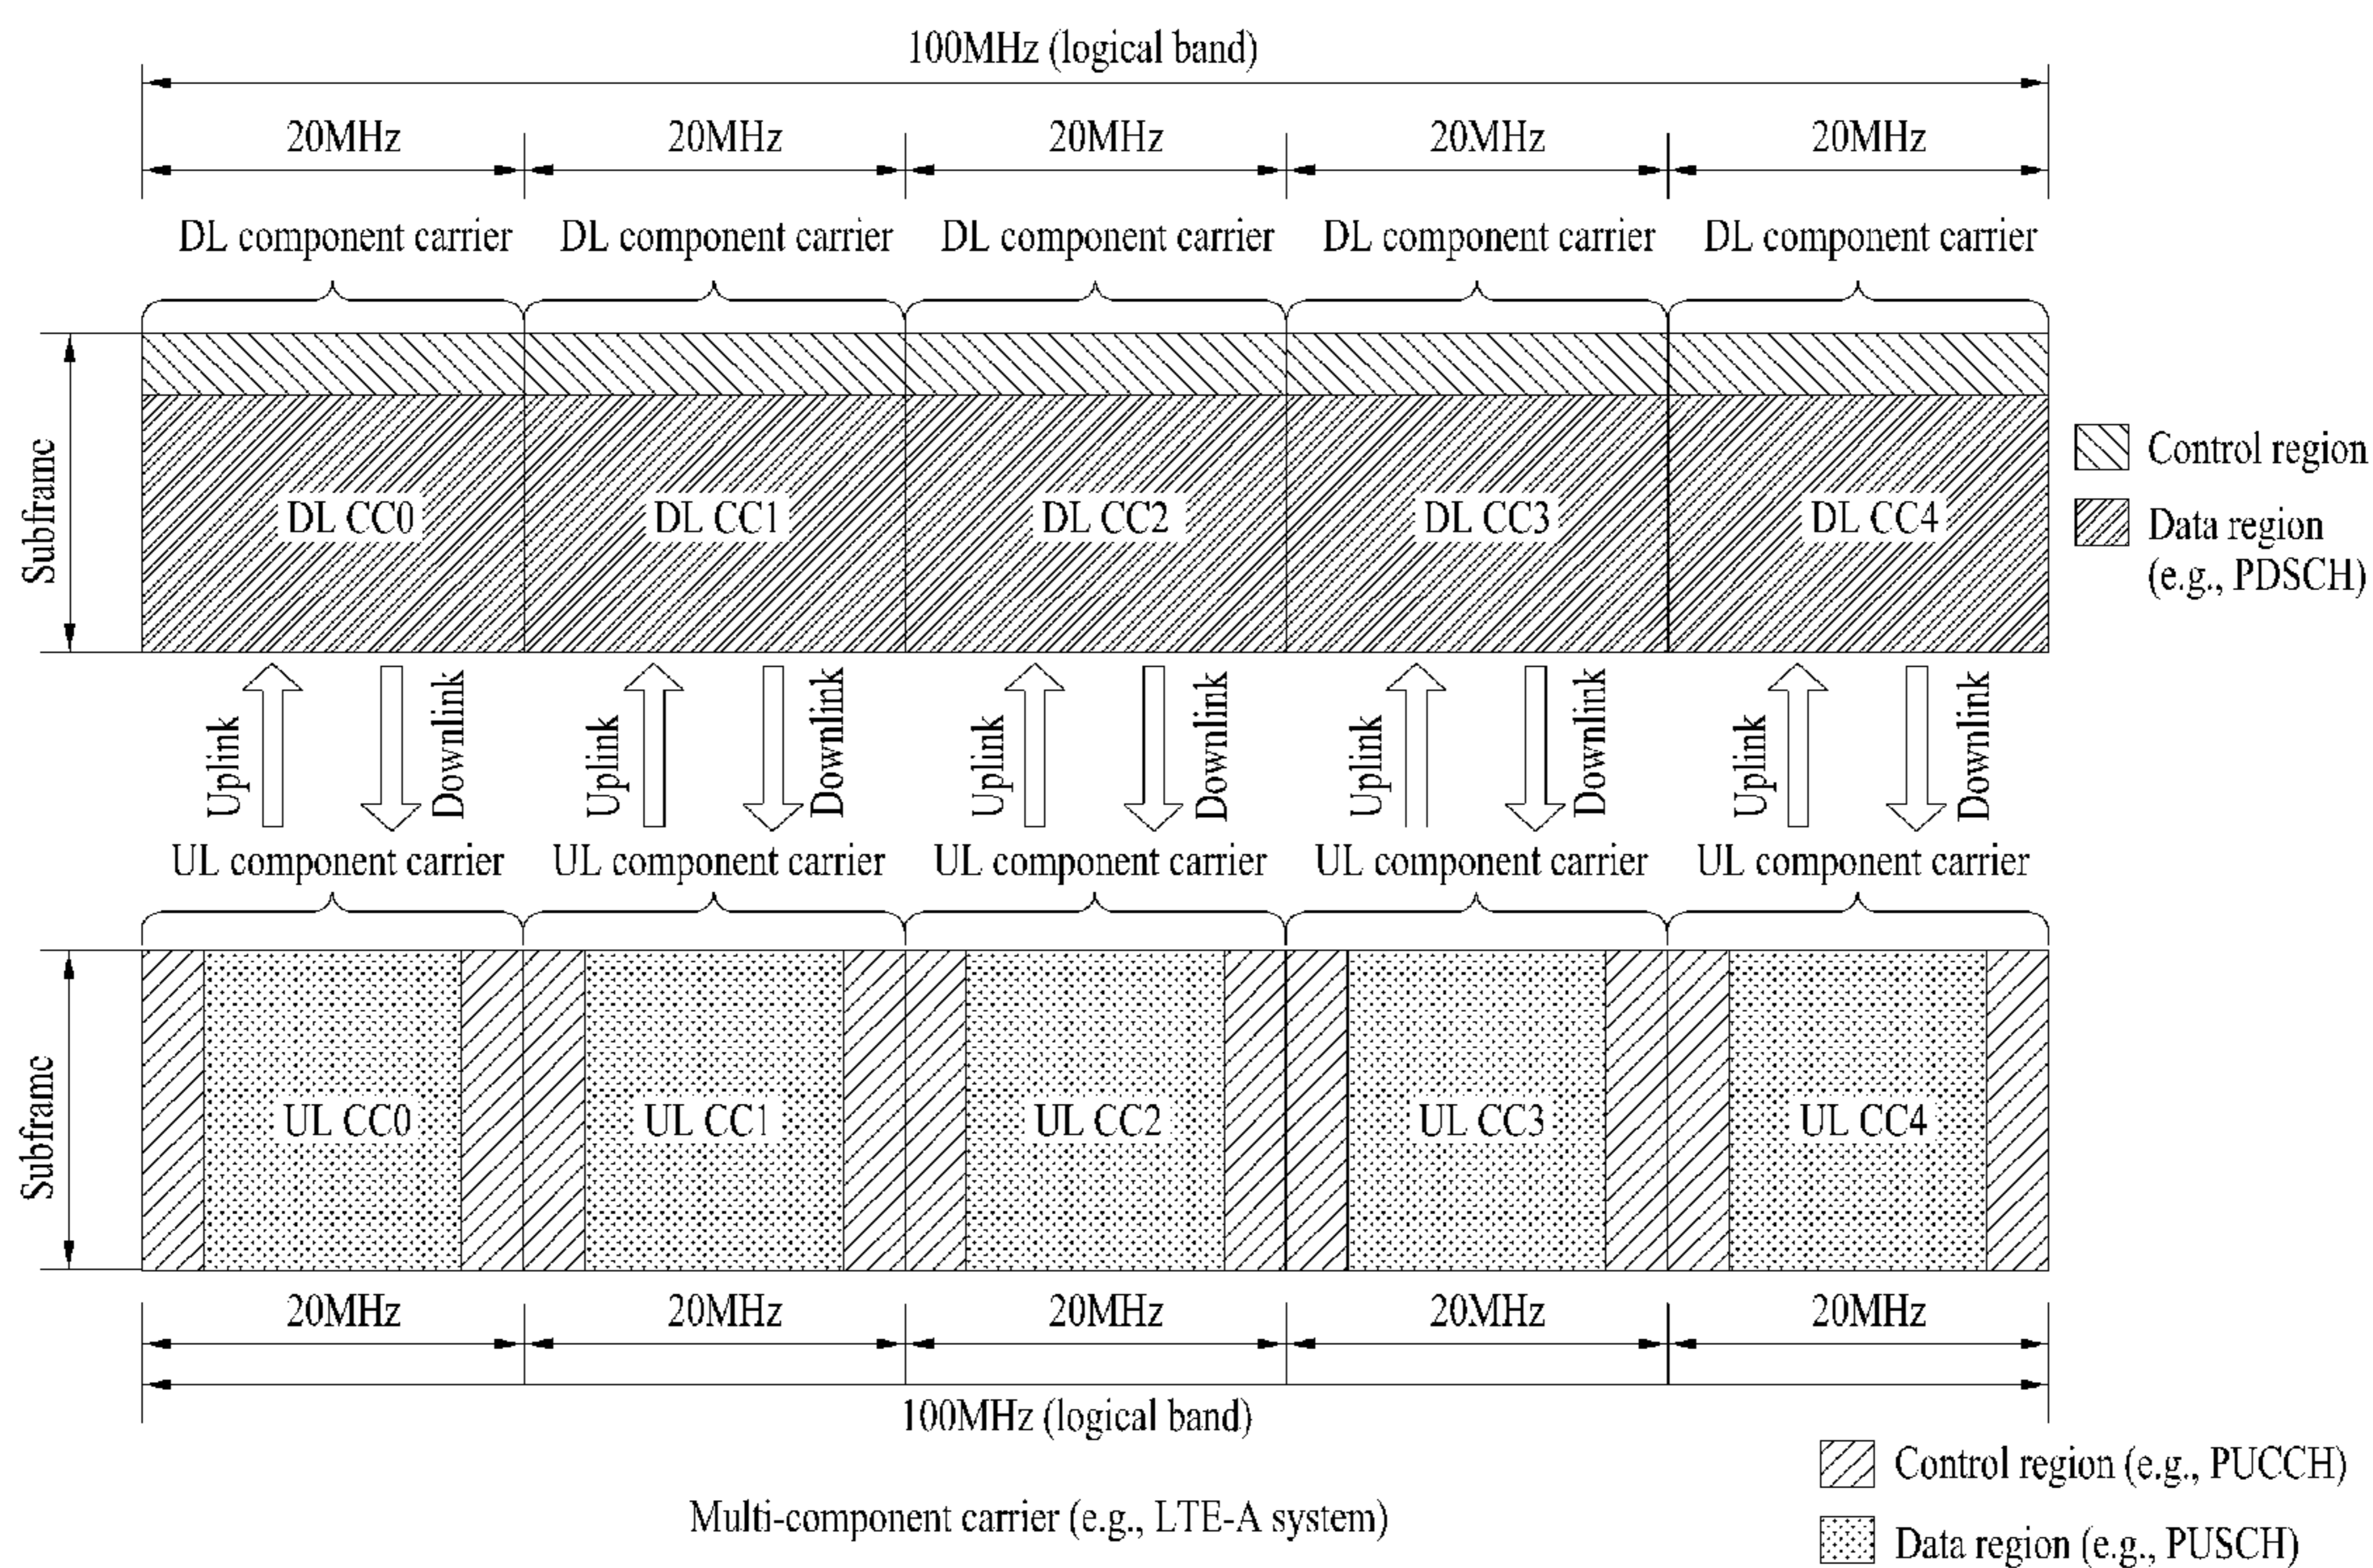 100MHz (logical band)
20MHz 20MHz 20MHz 20MHz 20MHz
DL component carrier DL component carrier DL component carrier DL component carrier DL component carrier
Subframe
DL CC0 DL CC1 DL CC2 DL CC3 DL CC4
Control region
Data region
(e.g., PDSCH)
Uplink Downlink Uplink Downlink Uplink Downlink Uplink Downlink Uplink Downlink
UL component carrier UL component carrier UL component carrier UL component carrier UL component carrier
Subframe
UL CC0 UL CC1 UL CC2 UL CC3 UL CC4
20MHz 20MHz 20MHz 20MHz 20MHz
100MHz (logical band)
Control region (e.g., PUCCH)
Multi-component carrier (e.g., LTE-A system)
Data region (e.g., PUSCH)